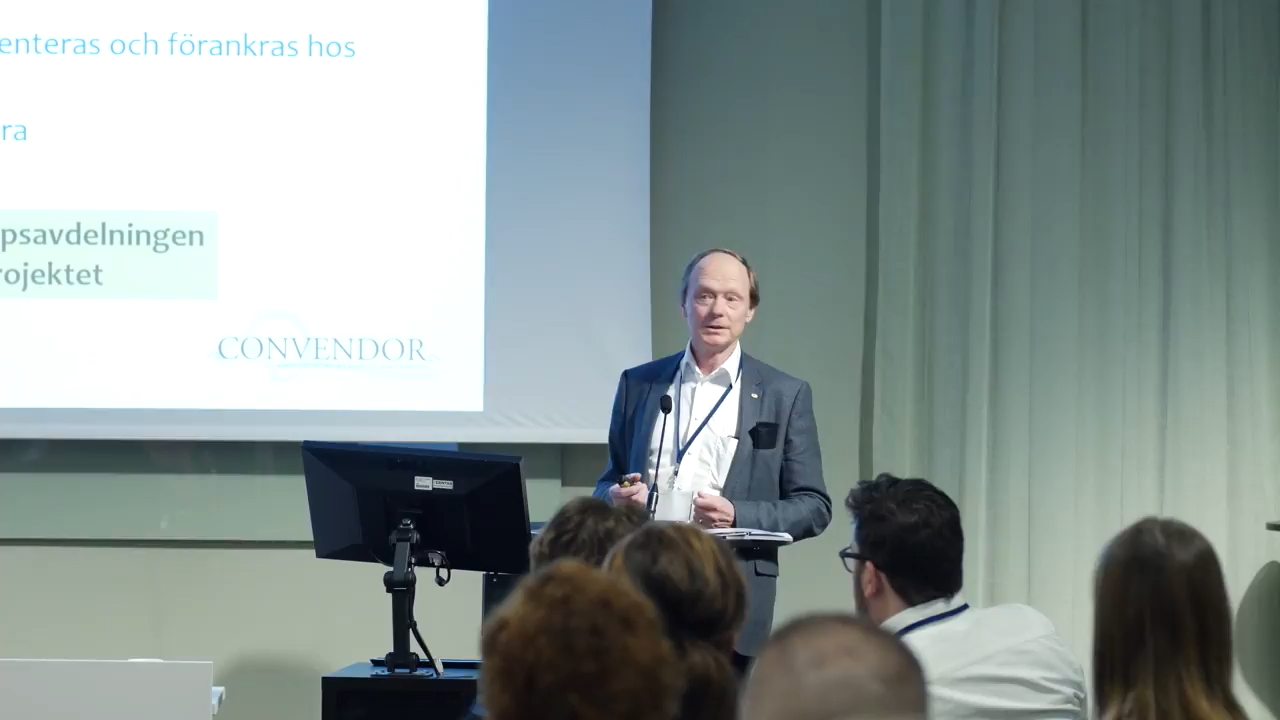 enteras och förankras hos
ra
psavdelningen
rojektet
CONVENDOR